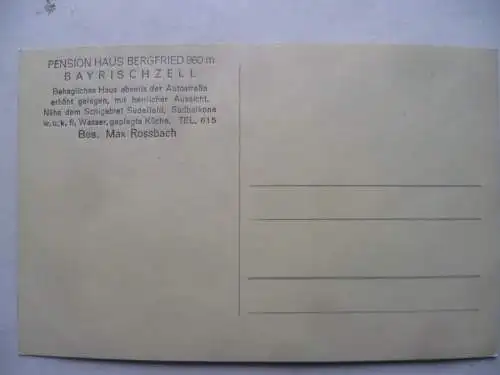 PENSION HAUS BERGFRIED 960 m
BAYRISCHZELL
Behagliches Haus abseits der Autostraße
erhöht gelegen, mit herrlicher Aussicht.
Nähe dem Schigebiet Sudelfeld, Südbalkone
w. u. k. fl. Wasser, gepflegte Küche. TEL. 615
Bes. Max Rossbach